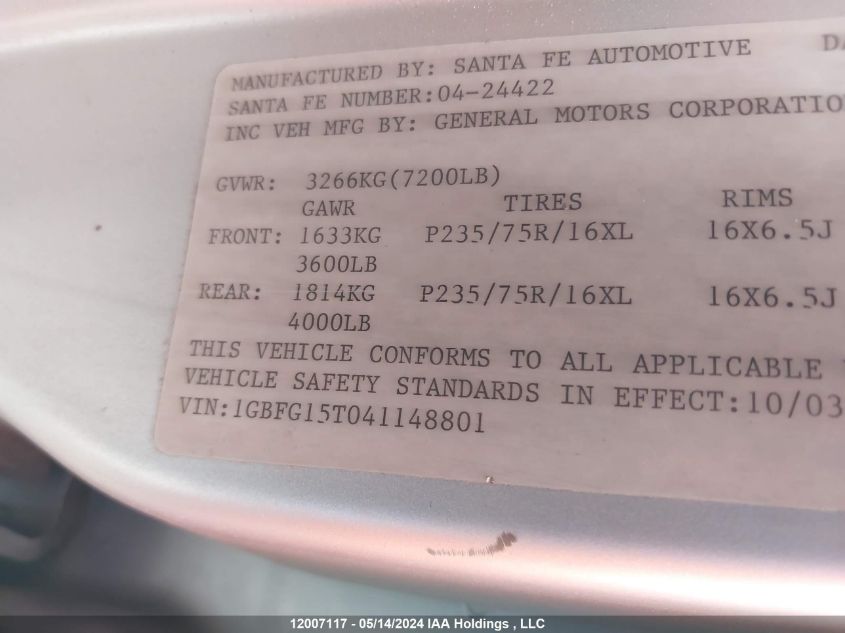 MANUFACTURED BY: SANTA FE AUTOMOTIVE
SANTA FE NUMBER:04-24422
INC VEH MFG BY: GENERAL MOTORS CORPORATIO
GVWR: 3266KG(7200LB)
GAWR TIRES RIMS
FRONT: 1633KG P235/75R/16XL 16X6.5J
3600LB
REAR: 1814KG P235/75R/16XL 16X6.5J
4000LB
THIS VEHICLE CONFORMS TO ALL APPLICABLE
VEHICLE SAFETY STANDARDS IN EFFECT:10/03
VIN:1GBFG15T041148801
12007117 - 05/14/2024 IAA Holdings , LLC